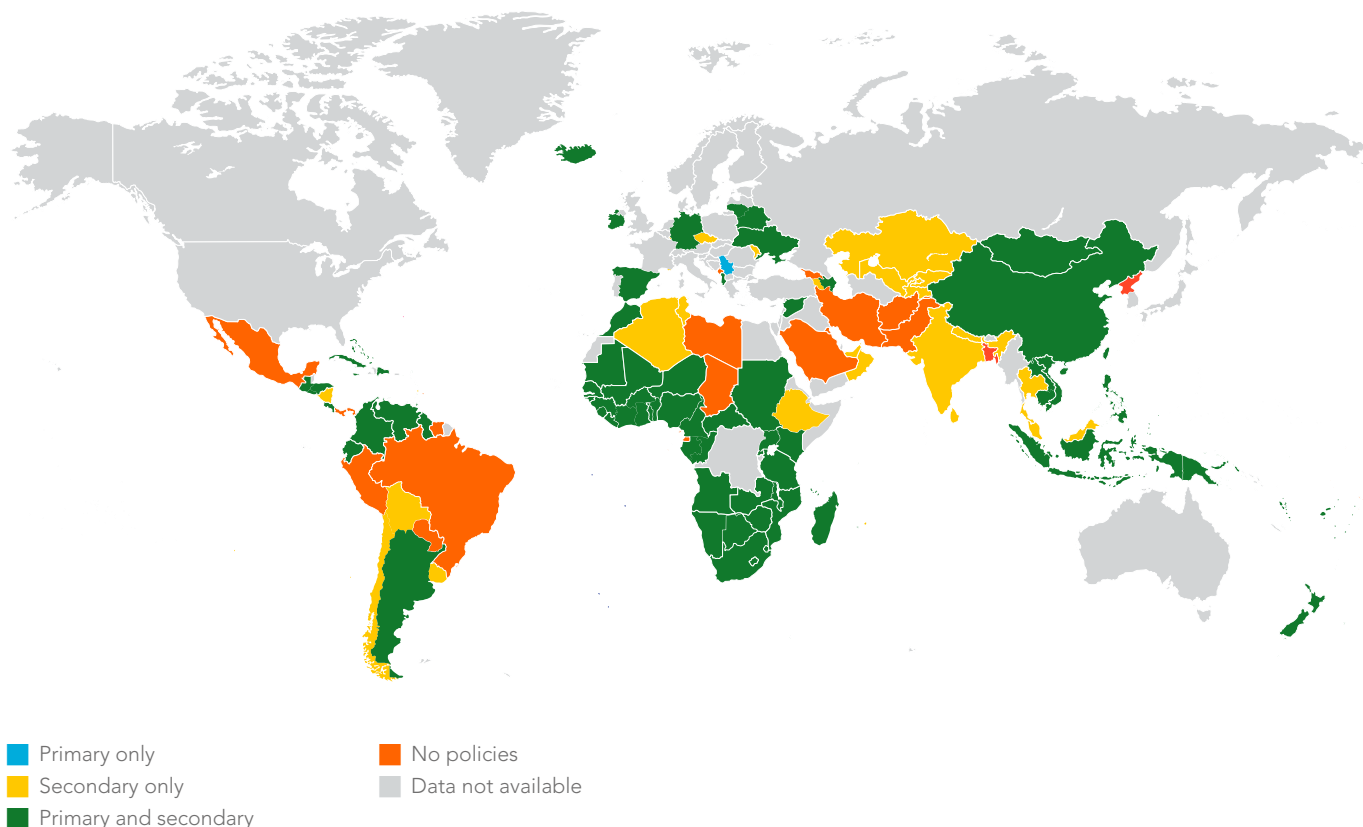 Primary only
Secondary only
Primary and secondary
No policies
Data not available